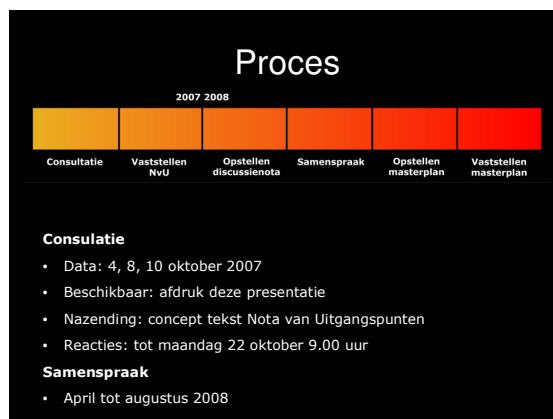 Proces
2007 2008
Consultatie Vaststellen NvU Opstellen discussienota Samenspraak Opstellen masterplan Vaststellen masterplan
Consulatie
• Data: 4, 8, 10 oktober 2007
• Beschikbaar: afdruk deze presentatie
• Nazending: concept tekst Nota van Uitgangspunten
• Reacties: tot maandag 22 oktober 9.00 uur
Samenspraak
• April tot augustus 2008